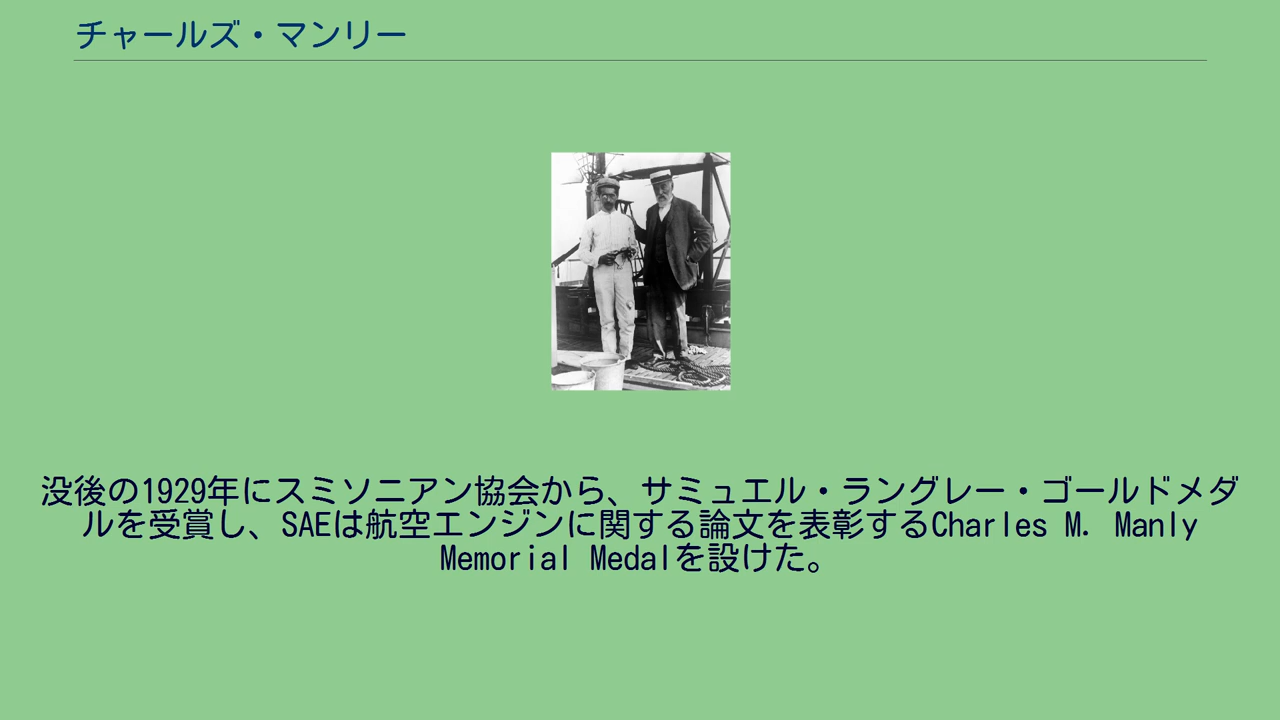 チャールズ・マンリー
没後の1929年にスミソニアン協会から、サミュエル・ラングレー・ゴールドメダ
ルを受賞し、SAEは航空エンジンに関する論文を表彰するCharles M. Manly
Memorial Medalを設けた。